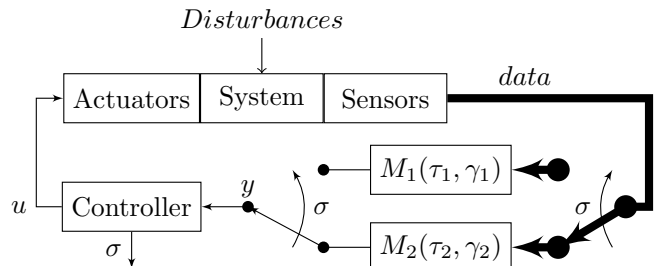 Disturbances
data
Actuators System Sensors
M₁(τ₁, γ₁)
y σ σ
u Controller
M₂(τ₂, γ₂)
σ